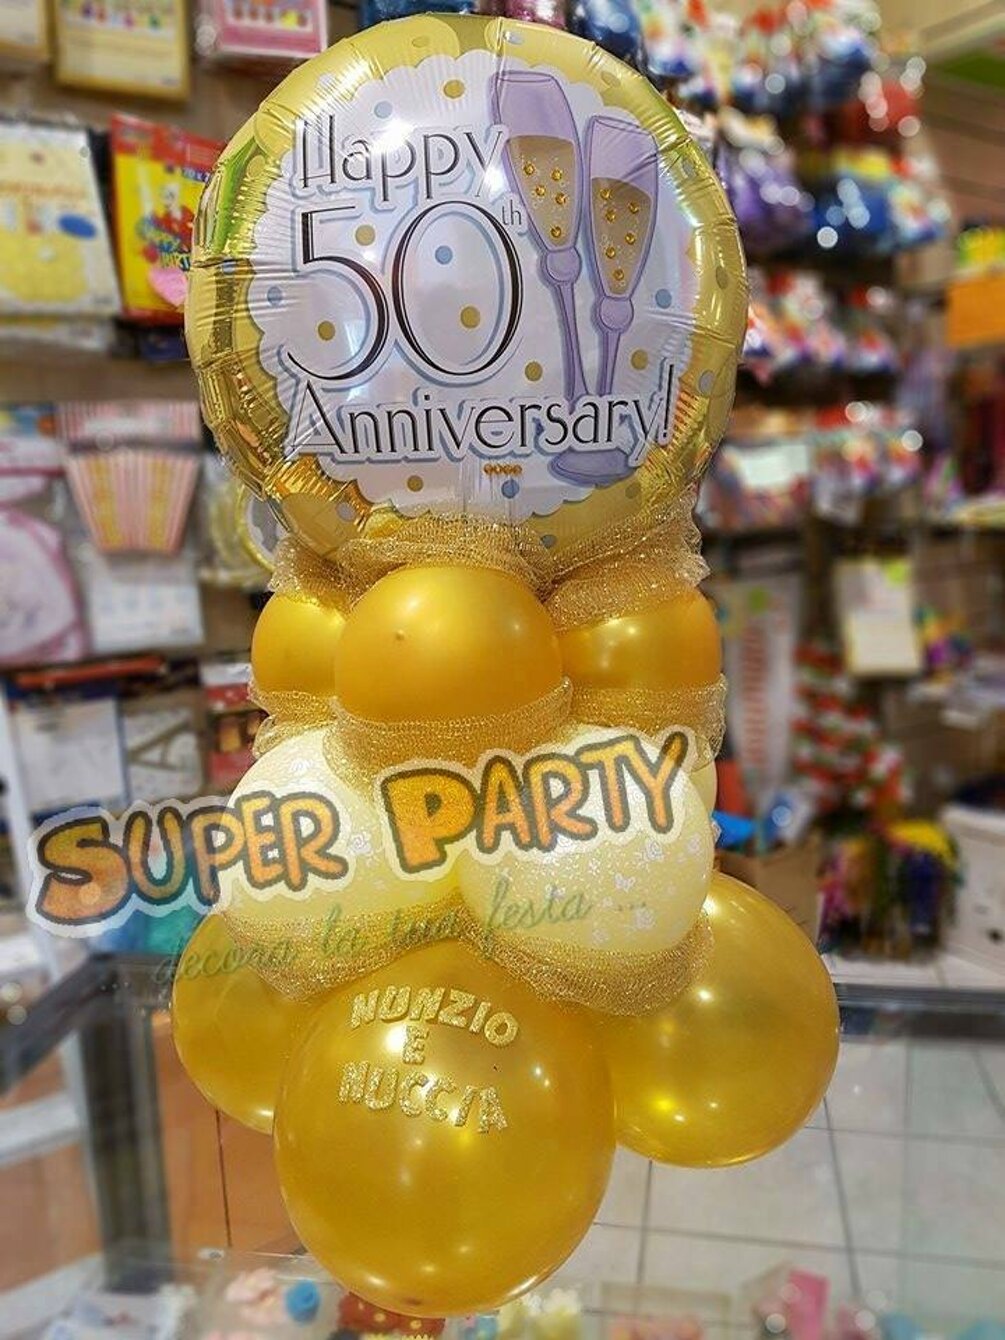 Happy
50th
Anniversary!
SUPER PARTY
decora la tua festa ...
NUNZIO
E
NUCCIA